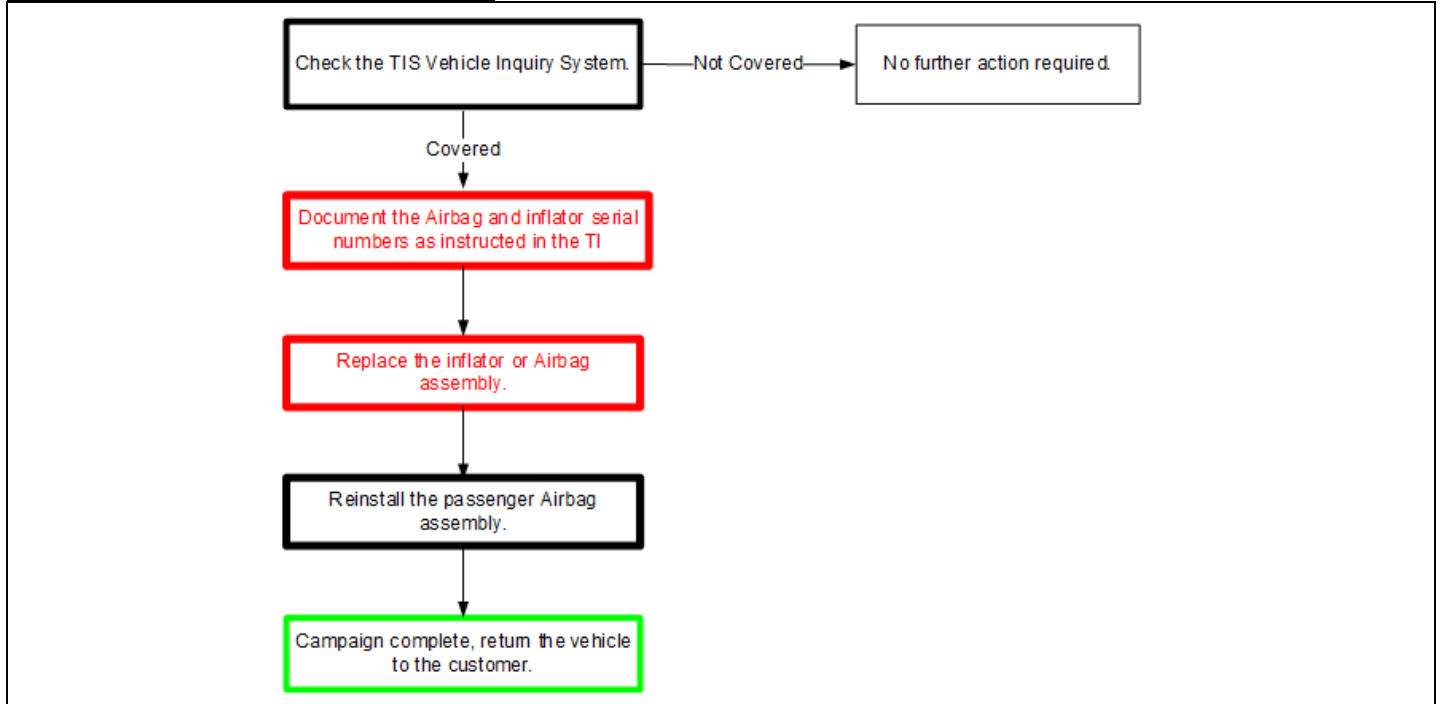 Check the TIS Vehicle Inquiry System.
Not Covered
No further action required.
Covered
Document the Airbag and inflator serial
numbers as instructed in the TI
Replace the inflator or Airbag
assembly.
Reinstall the passenger Airbag
assembly.
Campaign complete, return the vehicle
to the customer.